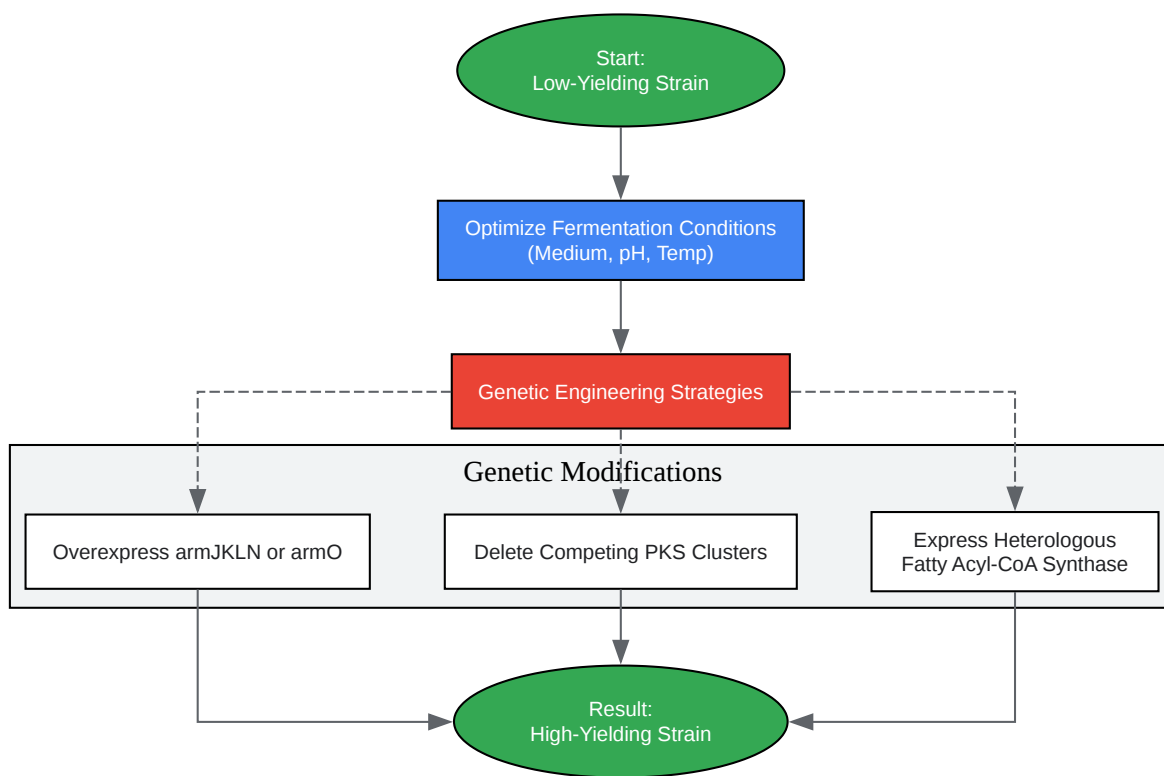 Start:
Low-Yielding Strain
Optimize Fermentation Conditions
(Medium, pH, Temp)
Genetic Engineering Strategies
Genetic Modifications
Overexpress armJKLN or armO
Delete Competing PKS Clusters
Express Heterologous
Fatty Acyl-CoA Synthase
Result:
High-Yielding Strain